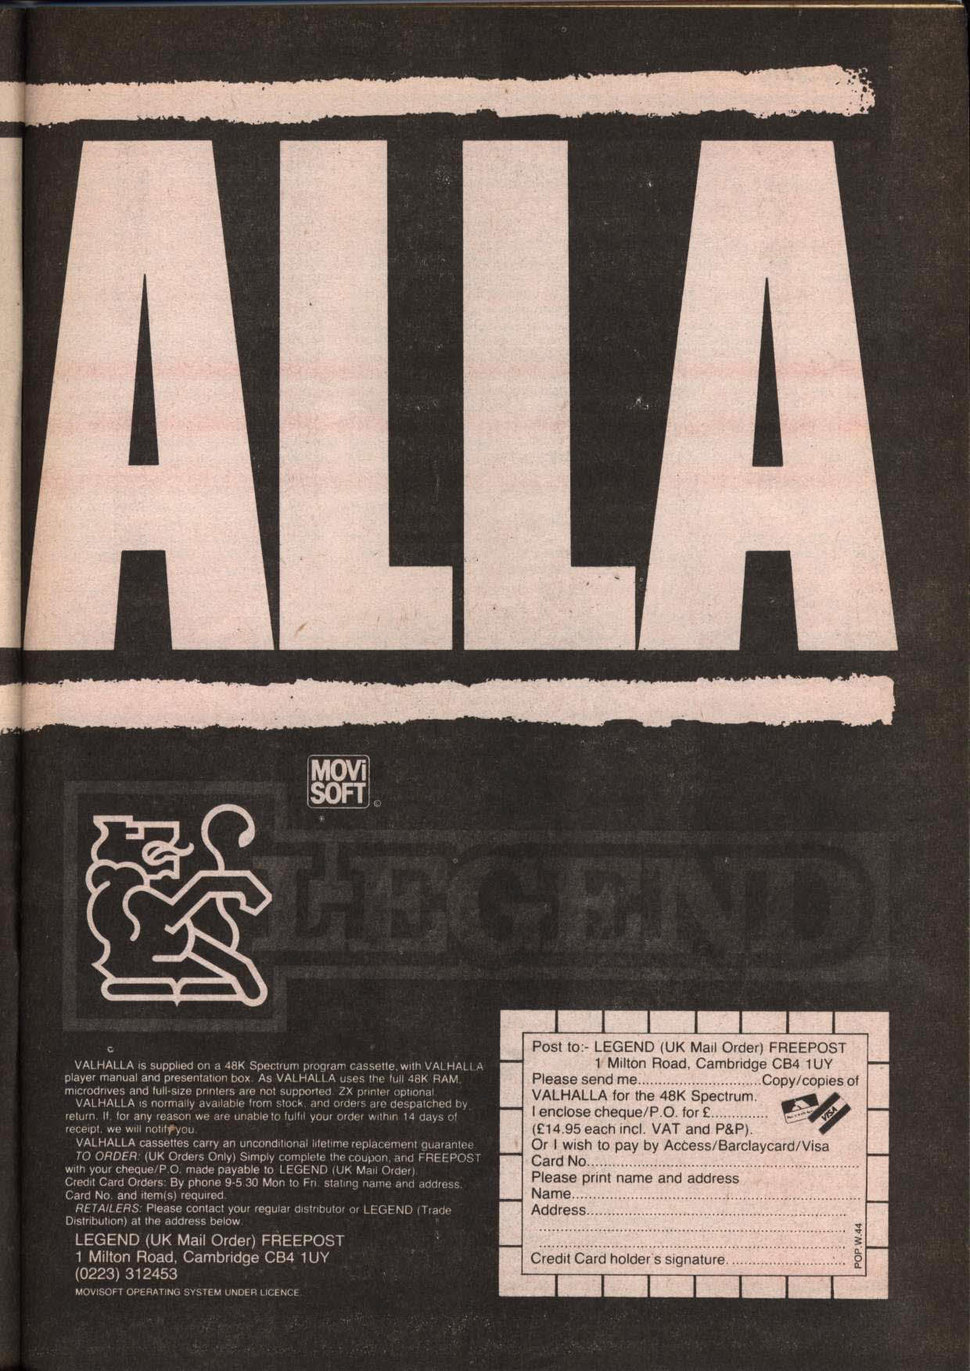 ALLA
MOVi
SOFT
©
LEGEND
VALHALLA is supplied on a 48K Spectrum program cassette, with VALHALLA
player manual and presentation box. As VALHALLA uses the full 48K RAM,
microdrives and full-size printers are not supported. ZX printer optional.
VALHALLA is normally available from stock, and orders are despatched by
return. If, for any reason we are unable to fulfil your order within 14 days of
receipt, we will notify you.
VALHALLA cassettes carry an unconditional lifetime replacement guarantee.
TO ORDER: (UK Orders Only) Simply complete the coupon, and FREEPOST
with your cheque/P.O. made payable to LEGEND (UK Mail Order).
Credit Card Orders: By phone 9-5.30 Mon to Fri. stating name and address,
Card No. and item(s) required.
RETAILERS: Please contact your regular distributor or LEGEND (Trade
Distribution) at the address below.
LEGEND (UK Mail Order) FREEPOST
1 Milton Road, Cambridge CB4 1UY
(0223) 312453
MOVISOFT OPERATING SYSTEM UNDER LICENCE
Post to:- LEGEND (UK Mail Order) FREEPOST
1 Milton Road, Cambridge CB4 1UY
Please send me..............................Copy/copies of
VALHALLA for the 48K Spectrum.
I enclose cheque/P.O. for £..............
(£14.95 each incl. VAT and P&P).
Or I wish to pay by Access/Barclaycard/Visa
Card No..................................................................
Please print name and address
Name......................................................................
Address..................................................................
Credit Card holder's signature.............................
VISA
POP.W.44